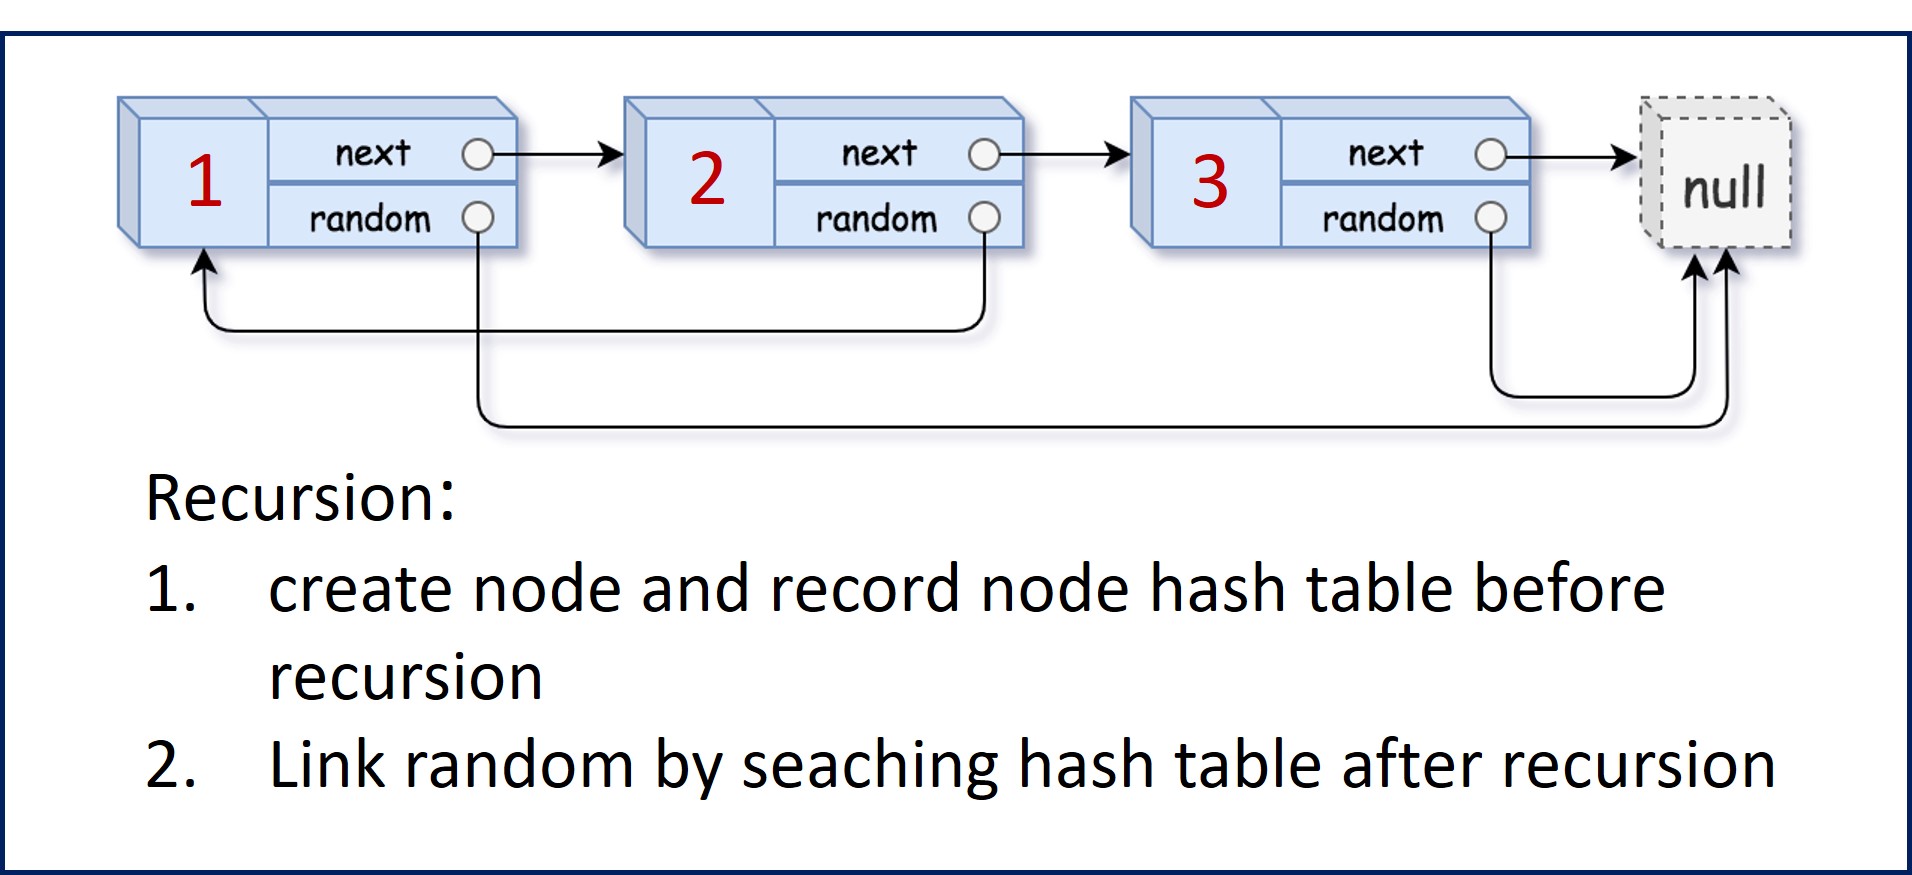 next
next
next
1
2
3
null
random
random
random
Recursion:
1. create node and record node hash table before
recursion
2. Link random by seaching hash table after recursion